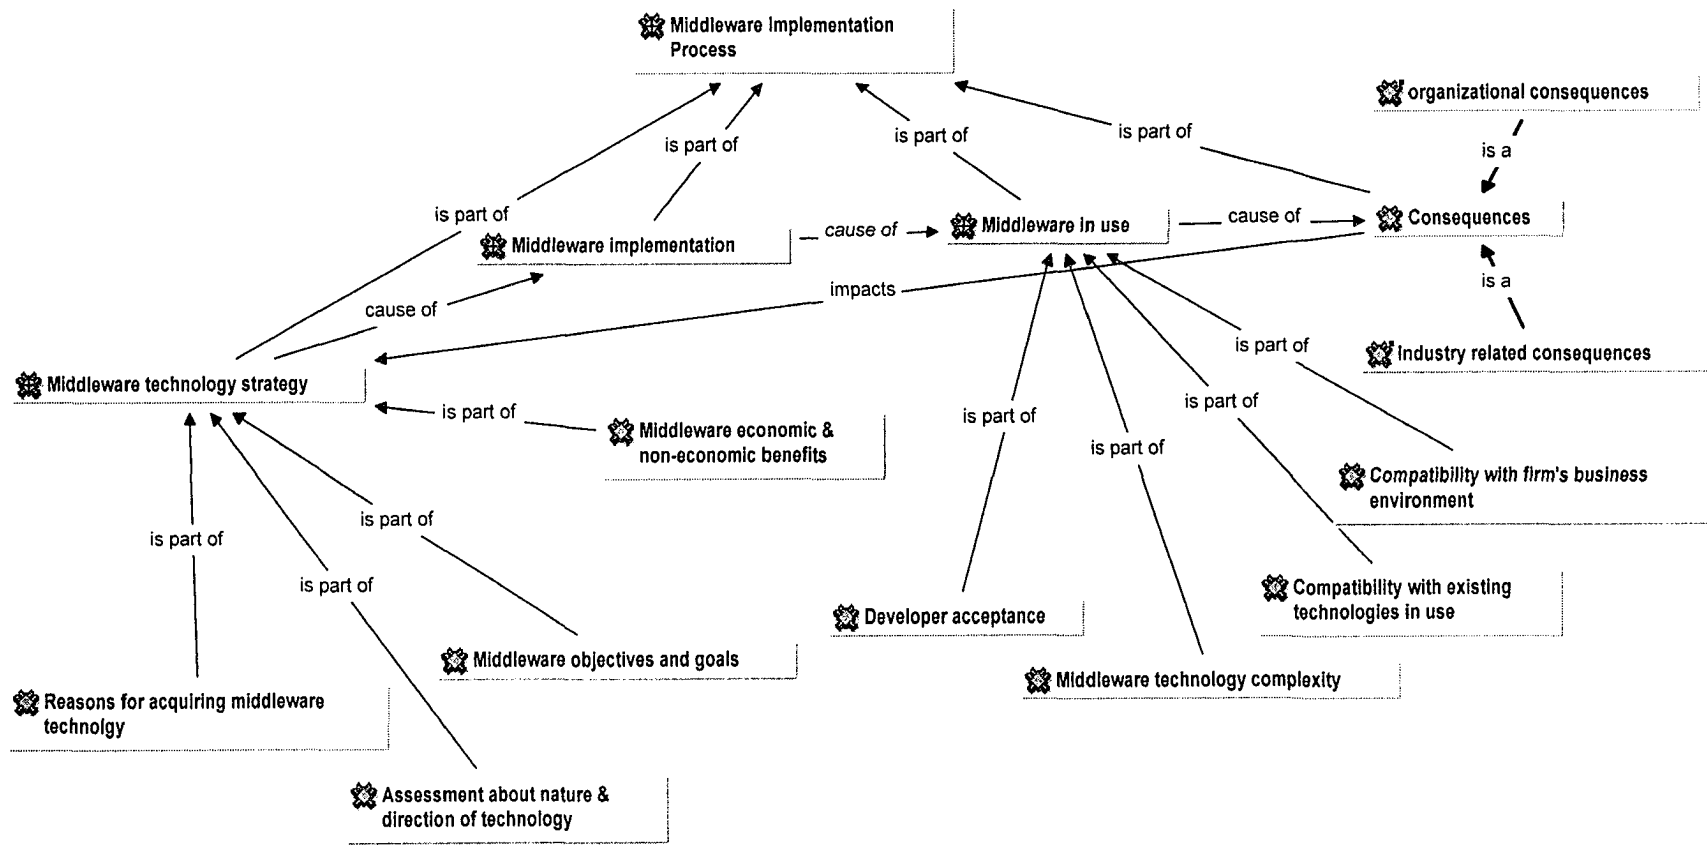 Middleware Implementation
Process
organizational consequences
is part of
is part of
is part of
is part of
is a
is part of
Middleware implementation
cause of
Middleware in use
cause of
Consequences
cause of
impacts
is a
is part of
Industry related consequences
Middleware technology strategy
is part of
Middleware economic &
non-economic benefits
is part of
is part of
is part of
Compatibility with firm's business
environment
is part of
is part of
is part of
Compatibility with existing
technologies in use
Developer acceptance
Middleware objectives and goals
Middleware technology complexity
Reasons for acquiring middleware
technolgy
Assessment about nature &
direction of technology